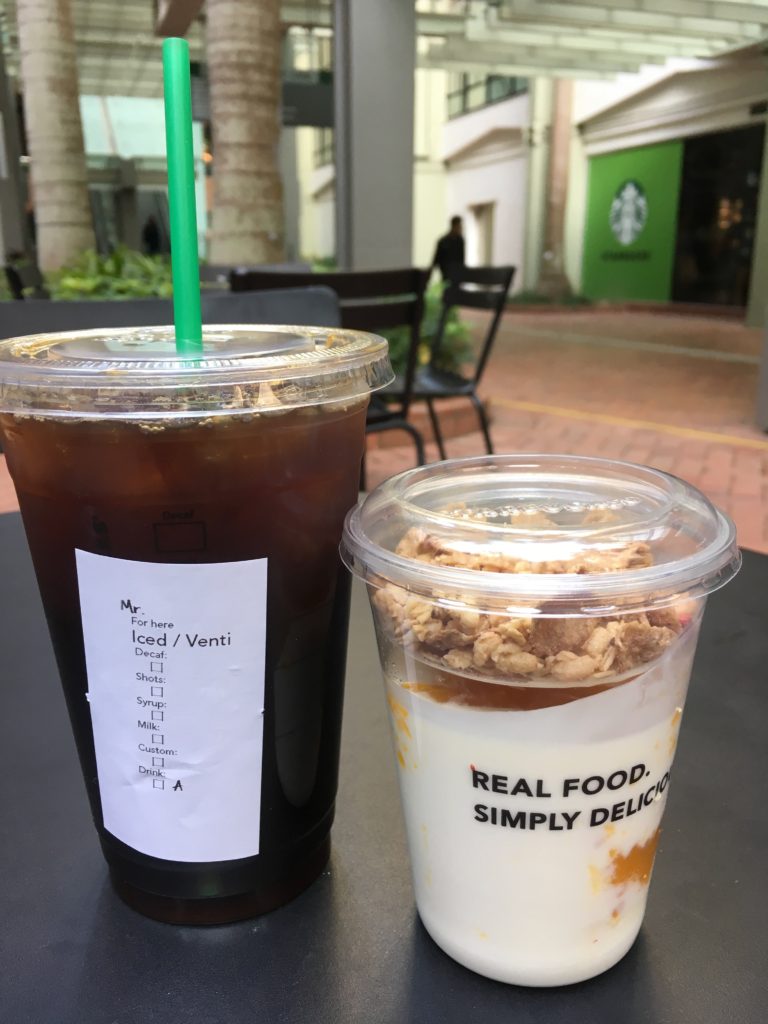 STARBUCKS
Decaf
Mr.
For here
Iced / Venti
Decaf:
Shots:
Syrup:
Milk:
Custom:
Drink:
A
REAL FOOD.
SIMPLY DELICIO